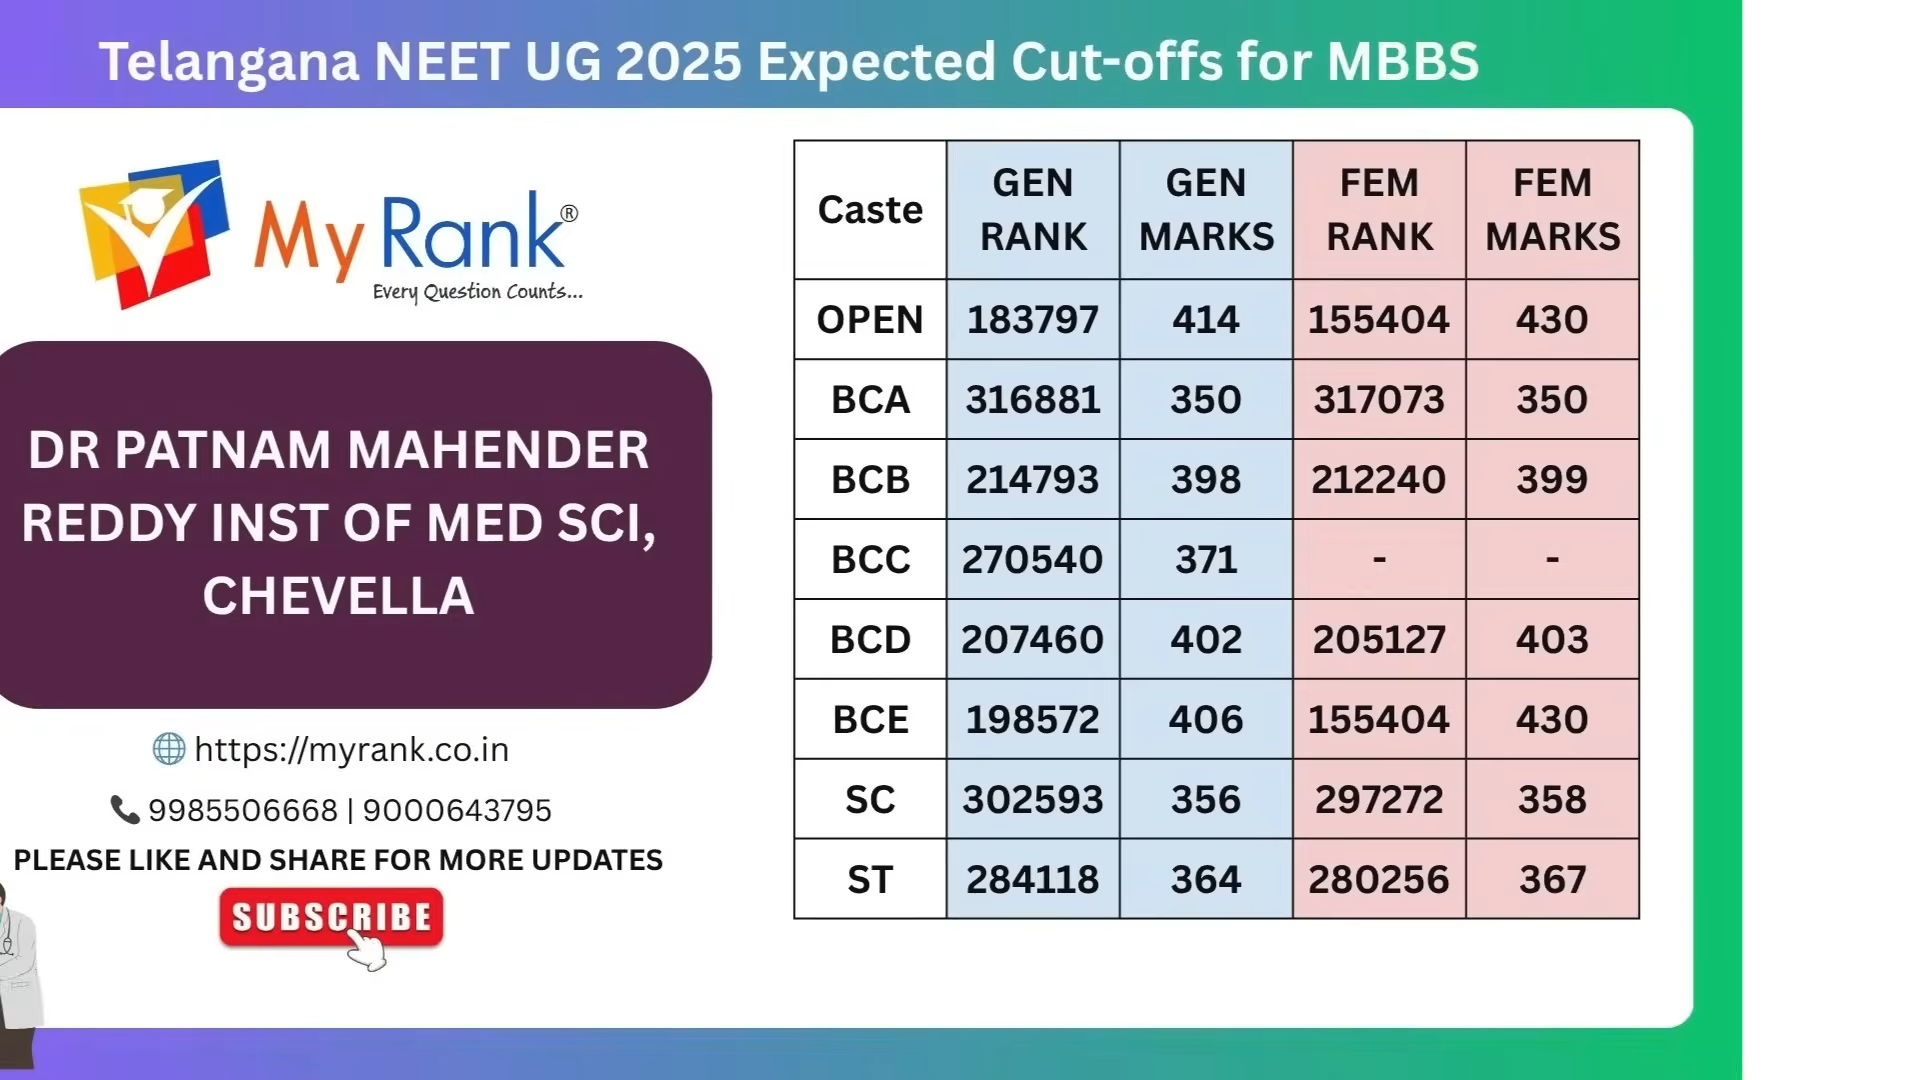 Telangana NEET UG 2025 Expected Cut-offs for MBBS
My Rank®
Every Question Counts...
DR PATNAM MAHENDER
REDDY INST OF MED SCI,
CHEVELLA
https://myrank.co.in
9985506668 | 9000643795
PLEASE LIKE AND SHARE FOR MORE UPDATES
SUBSCRIBE
Caste GEN RANK GEN MARKS FEM RANK FEM MARKS
OPEN 183797 414 155404 430
BCA 316881 350 317073 350
BCB 214793 398 212240 399
BCC 270540 371 - -
BCD 207460 402 205127 403
BCE 198572 406 155404 430
SC 302593 356 297272 358
ST 284118 364 280256 367